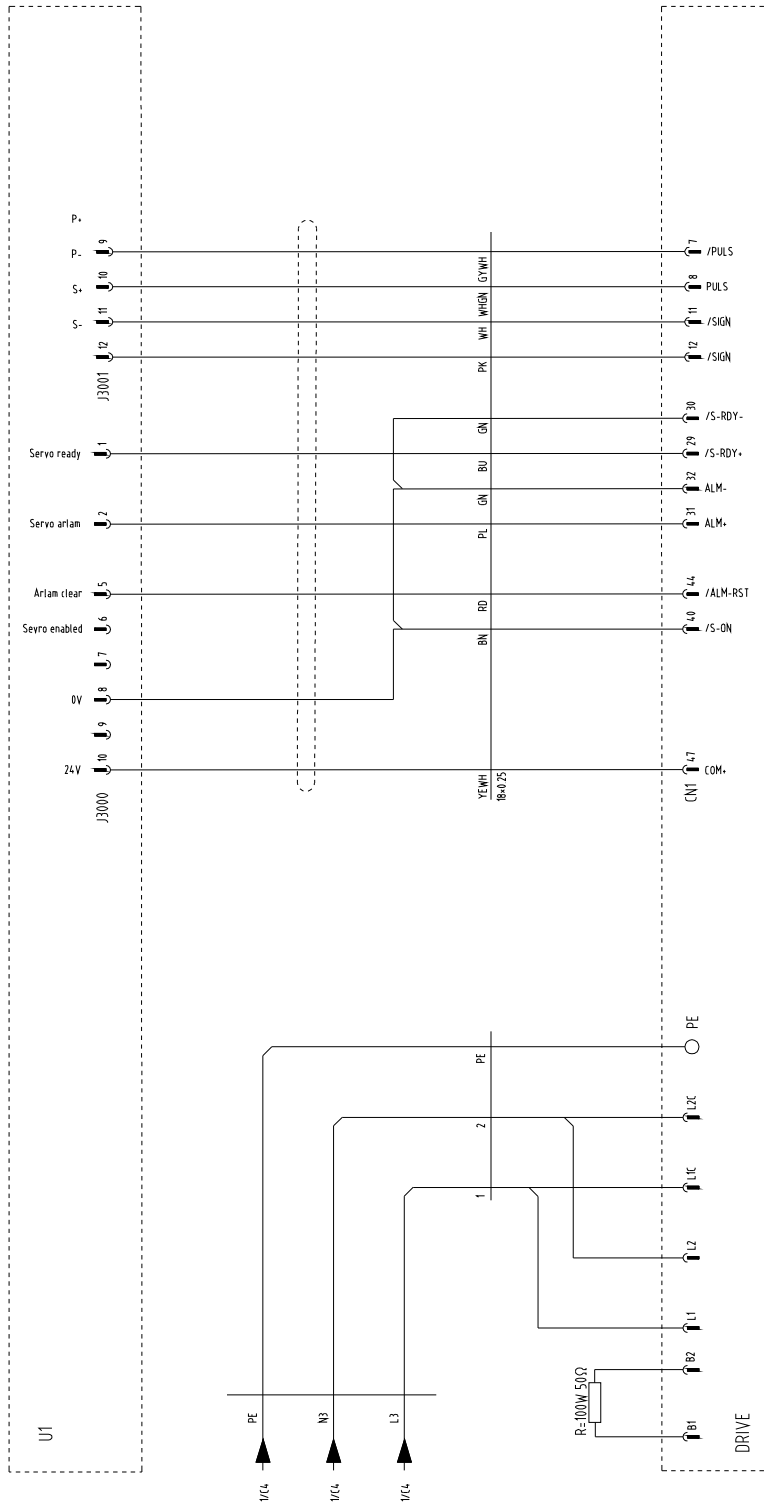 P+
9
P-
10
S+
11
S-
12
J3001
Servo ready
1
Servo arlam
2
Arlam clear
5
Sevro enabled
6
7
0V
8
9
24V
10
J3000
U1
GYWH
WHGN
WH
PK
GN
BU
GN
PL
RD
BN
YEWH
18×0.25
7
/PULS
8
PULS
11
/SIGN
12
/SIGN
30
/S-RDY-
29
/S-RDY+
32
ALM-
31
ALM+
44
/ALM-RST
40
/S-ON
47
COM+
CN1
PE
2
1
PE
L2C
L1C
L2
L1
B2
B1
R=100W 50Ω
DRIVE
PE
N3
L3
1/C4
1/C4
1/C4